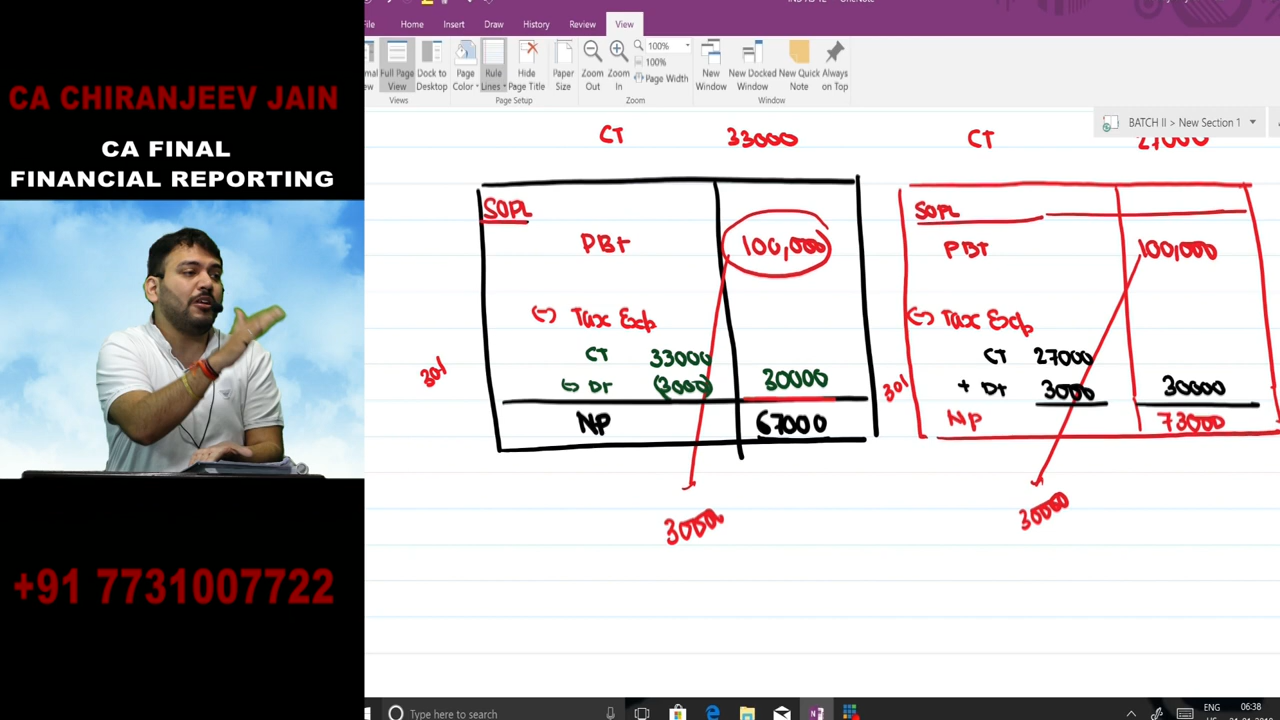 CA CHIRANJEEV JAIN
CA FINAL
FINANCIAL REPORTING
+91 7731007722
File Home Insert Draw History Review View
Normal View
Full Page View
Dock to Desktop
Page Color
Rule Lines
Hide Page Title
Paper Size
Zoom Out
Zoom In
100%
100%
Page Width
New Window
New Docked Window
New Quick Note
Always on Top
Views Page Setup Zoom Window
BATCH II > New Section 1
CT 33000
SOPL
PBT 100,000
(-) Tax Exp
CT 33000
(-) DT (3000) 30000
30%
NP 67000
30000
CT 27000
SOPL
PBT 100,000
(-) Tax Exp
CT 27000
+ DT 3000 30000
30%
NP 73000
30000
Type here to search
ENG 06:38